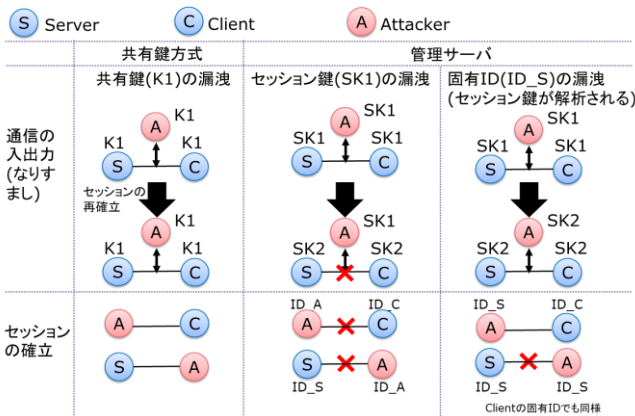 S Server C Client A Attacker
共有鍵方式 管理サーバ
共有鍵(K1)の漏洩 セッション鍵(SK1)の漏洩 固有ID(ID_S)の漏洩
(セッション鍵が解析される)
通信の
入出力
(なりす
まし)
K1 SK1 SK1
A A A
K1 K1 SK1 SK1 SK1 SK1
S C S C S C
セッションの
再確立
K1 SK1 SK2
A A A
K1 K1 SK2 SK2 SK2 SK2
S C S C S C
セッション
の確立
ID_A ID_C ID_S ID_C
A C A C A C
S A S A S A
ID_S ID_A ID_S ID_S
Clientの固有IDでも同様